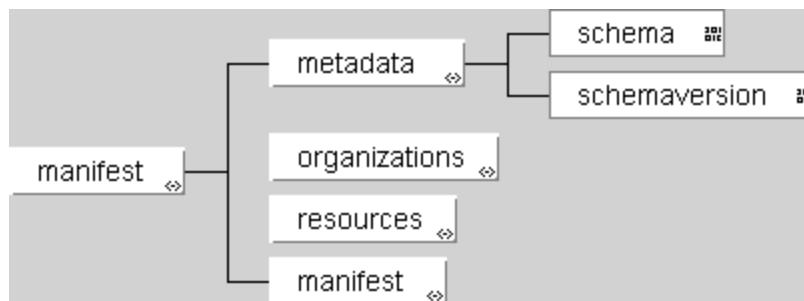 schema
metadata
schemaversion
organizations
manifest
resources
manifest